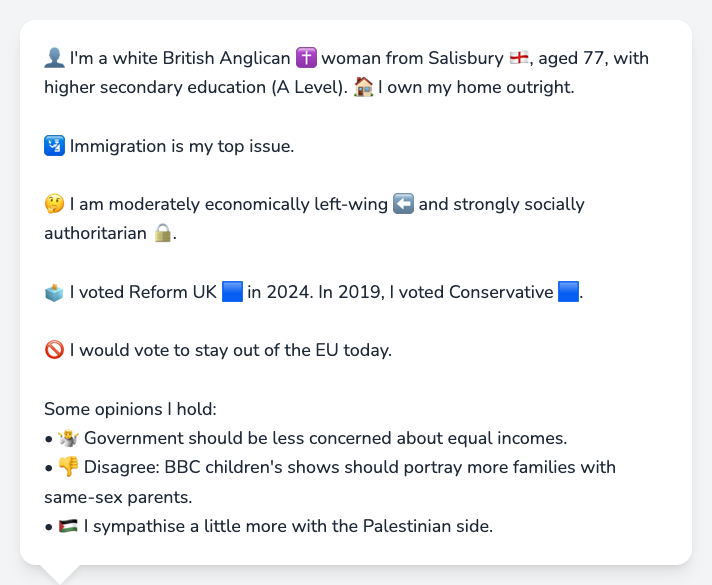 👤 I'm a white British Anglican ✝️ woman from Salisbury 🏴󠁧󠁢󠁥󠁮󠁧󠁿, aged 77, with
higher secondary education (A Level). 🏠 I own my home outright.
🛂 Immigration is my top issue.
🤔 I am moderately economically left-wing ⬅️ and strongly socially
authoritarian 🔒.
🗳️ I voted Reform UK 🟦 in 2024. In 2019, I voted Conservative 🟦.
🚫 I would vote to stay out of the EU today.
Some opinions I hold:
• 🤷 Government should be less concerned about equal incomes.
• 👎 Disagree: BBC children's shows should portray more families with
same-sex parents.
• 🇵🇸 I sympathise a little more with the Palestinian side.